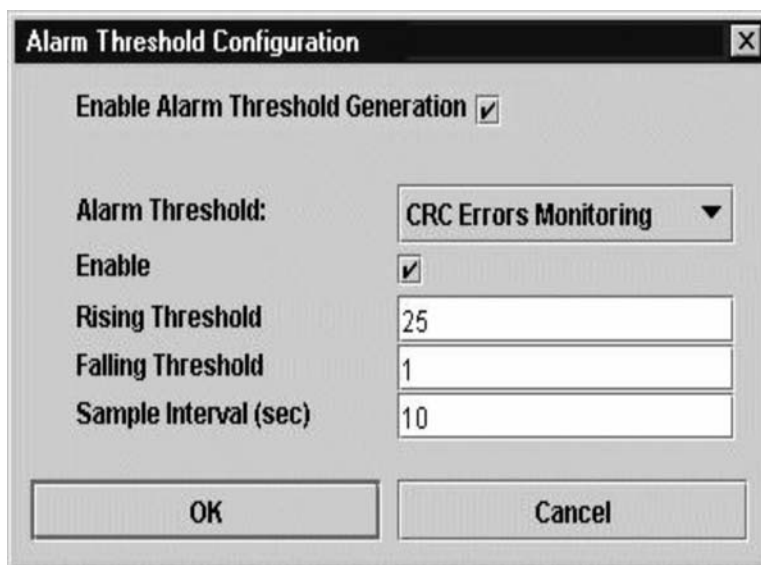 Alarm Threshold Configuration
Enable Alarm Threshold Generation
Alarm Threshold: CRC Errors Monitoring
Enable
Rising Threshold 25
Falling Threshold 1
Sample Interval (sec) 10
OK Cancel